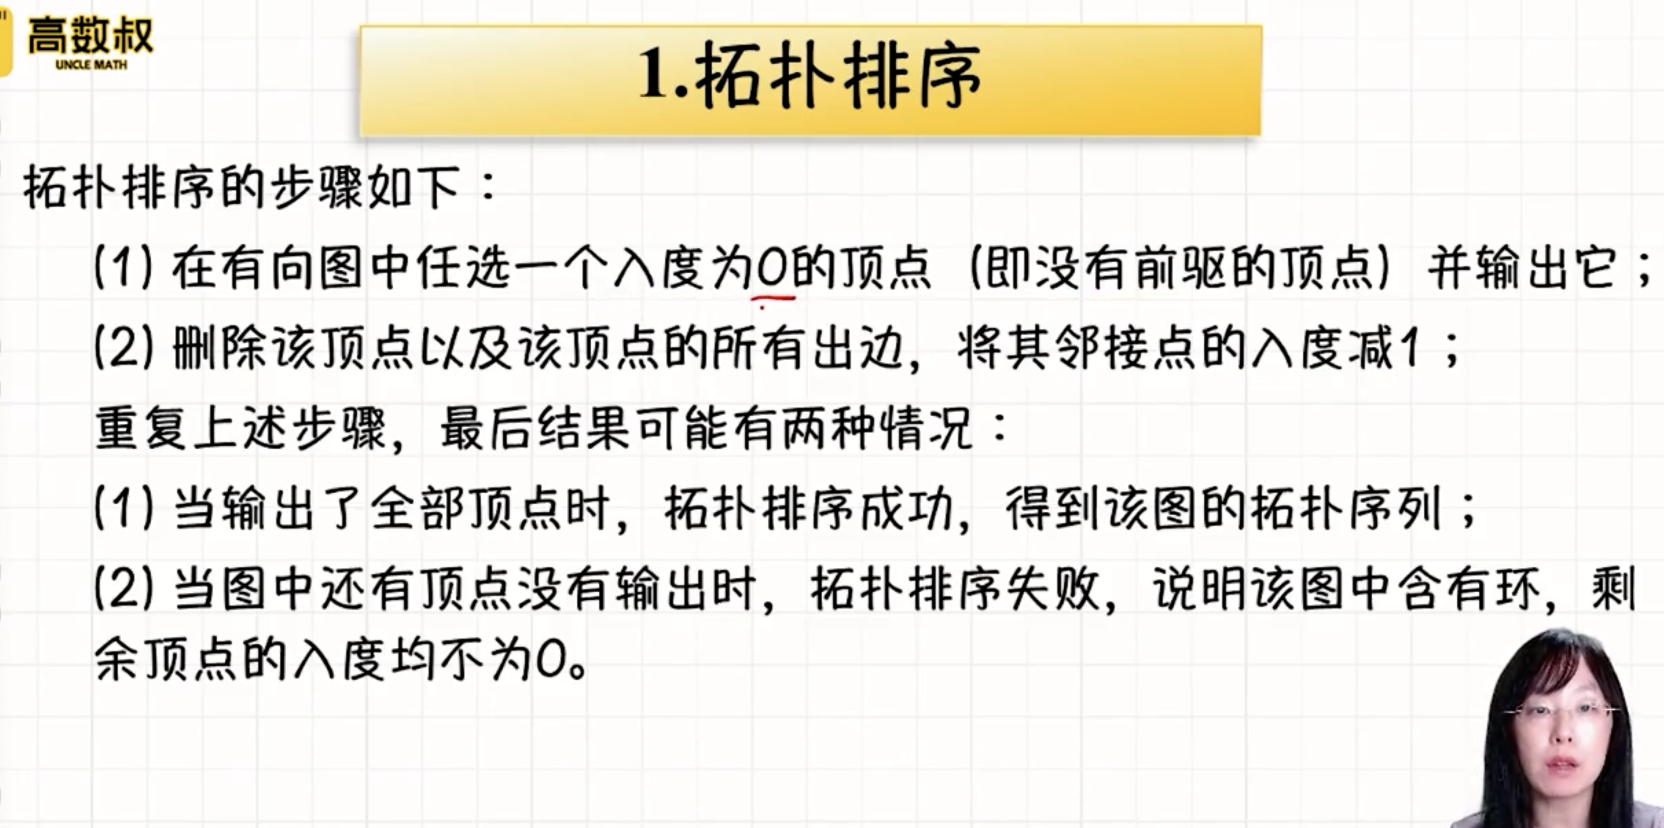 高数叔
UNCLE MATH
1.拓扑排序
拓扑排序的步骤如下：
(1) 在有向图中任选一个入度为0的顶点（即没有前驱的顶点）并输出它；
(2) 删除该顶点以及该顶点的所有出边，将其邻接点的入度减1；
重复上述步骤，最后结果可能有两种情况：
(1) 当输出了全部顶点时，拓扑排序成功，得到该图的拓扑序列；
(2) 当图中还有顶点没有输出时，拓扑排序失败，说明该图中含有环，剩
余顶点的入度均不为0。